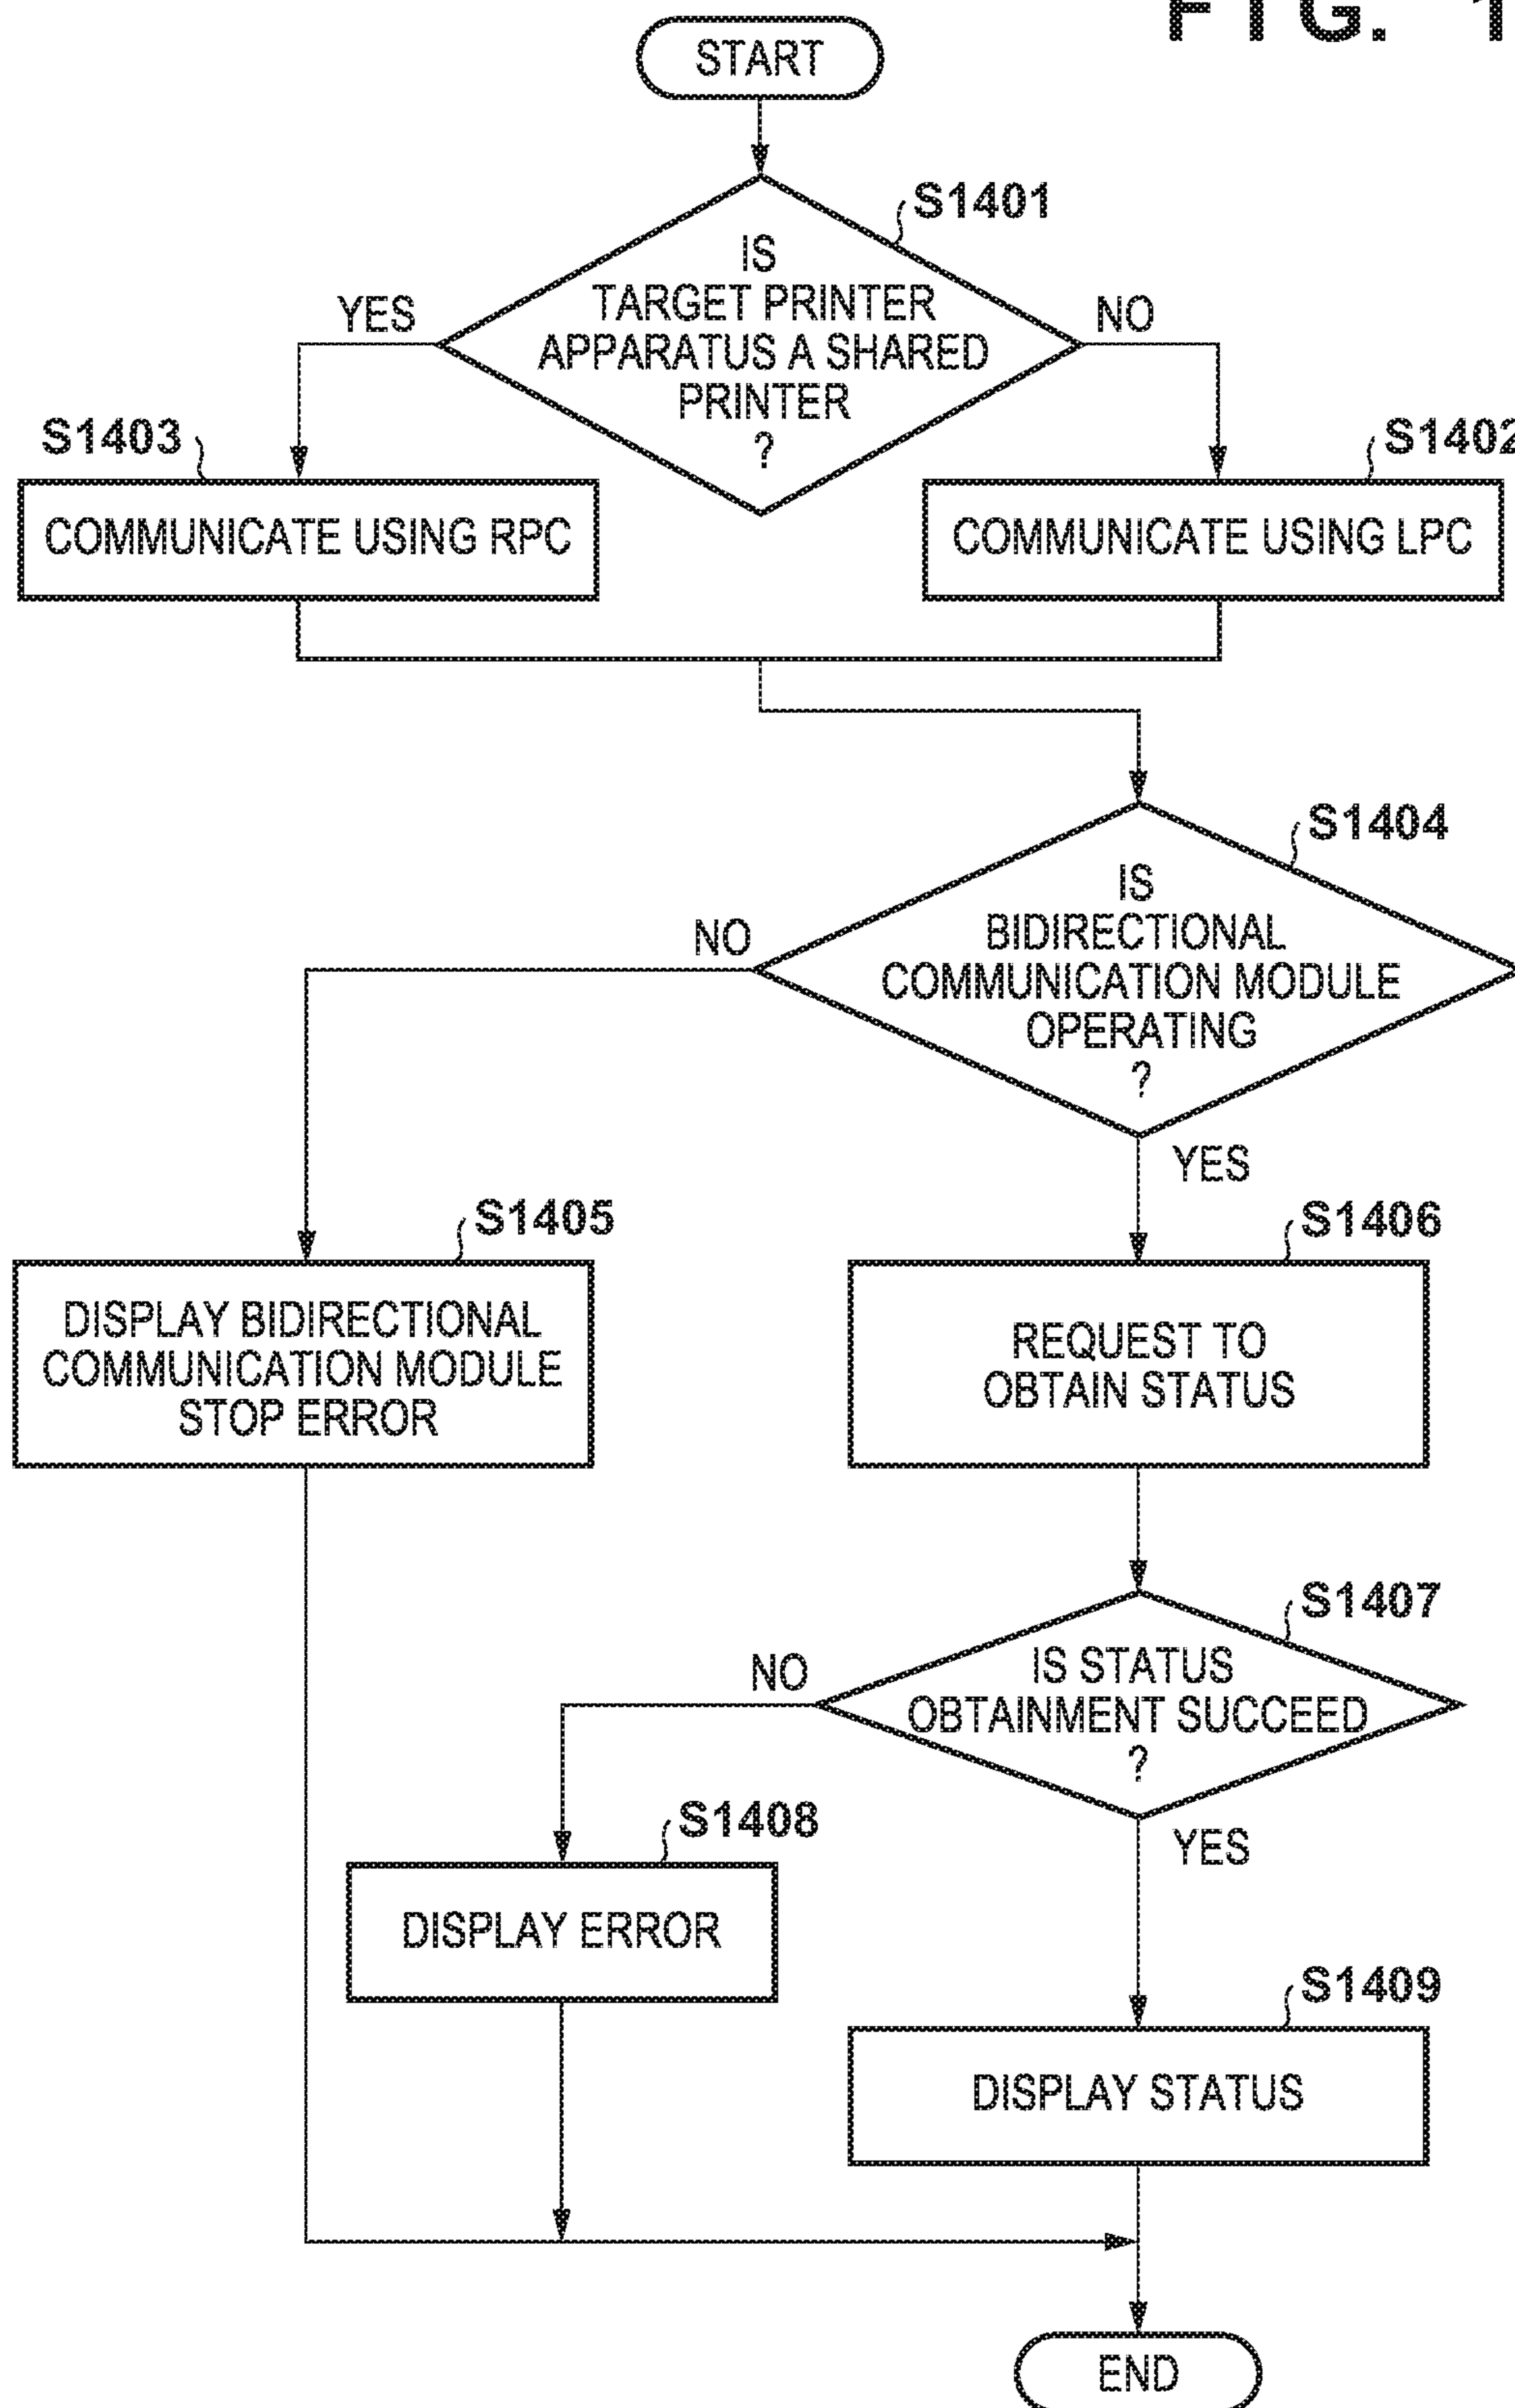 FIG. 1
START
S1401
IS
TARGET PRINTER
APPARATUS A SHARED
PRINTER
?
YES
NO
S1403
S1402
COMMUNICATE USING RPC
COMMUNICATE USING LPC
S1404
IS
BIDIRECTIONAL
COMMUNICATION MODULE
OPERATING
?
NO
YES
S1405
S1406
DISPLAY BIDIRECTIONAL
COMMUNICATION MODULE
STOP ERROR
REQUEST TO
OBTAIN STATUS
S1407
IS STATUS
OBTAINMENT SUCCEED
?
NO
YES
S1408
DISPLAY ERROR
S1409
DISPLAY STATUS
END